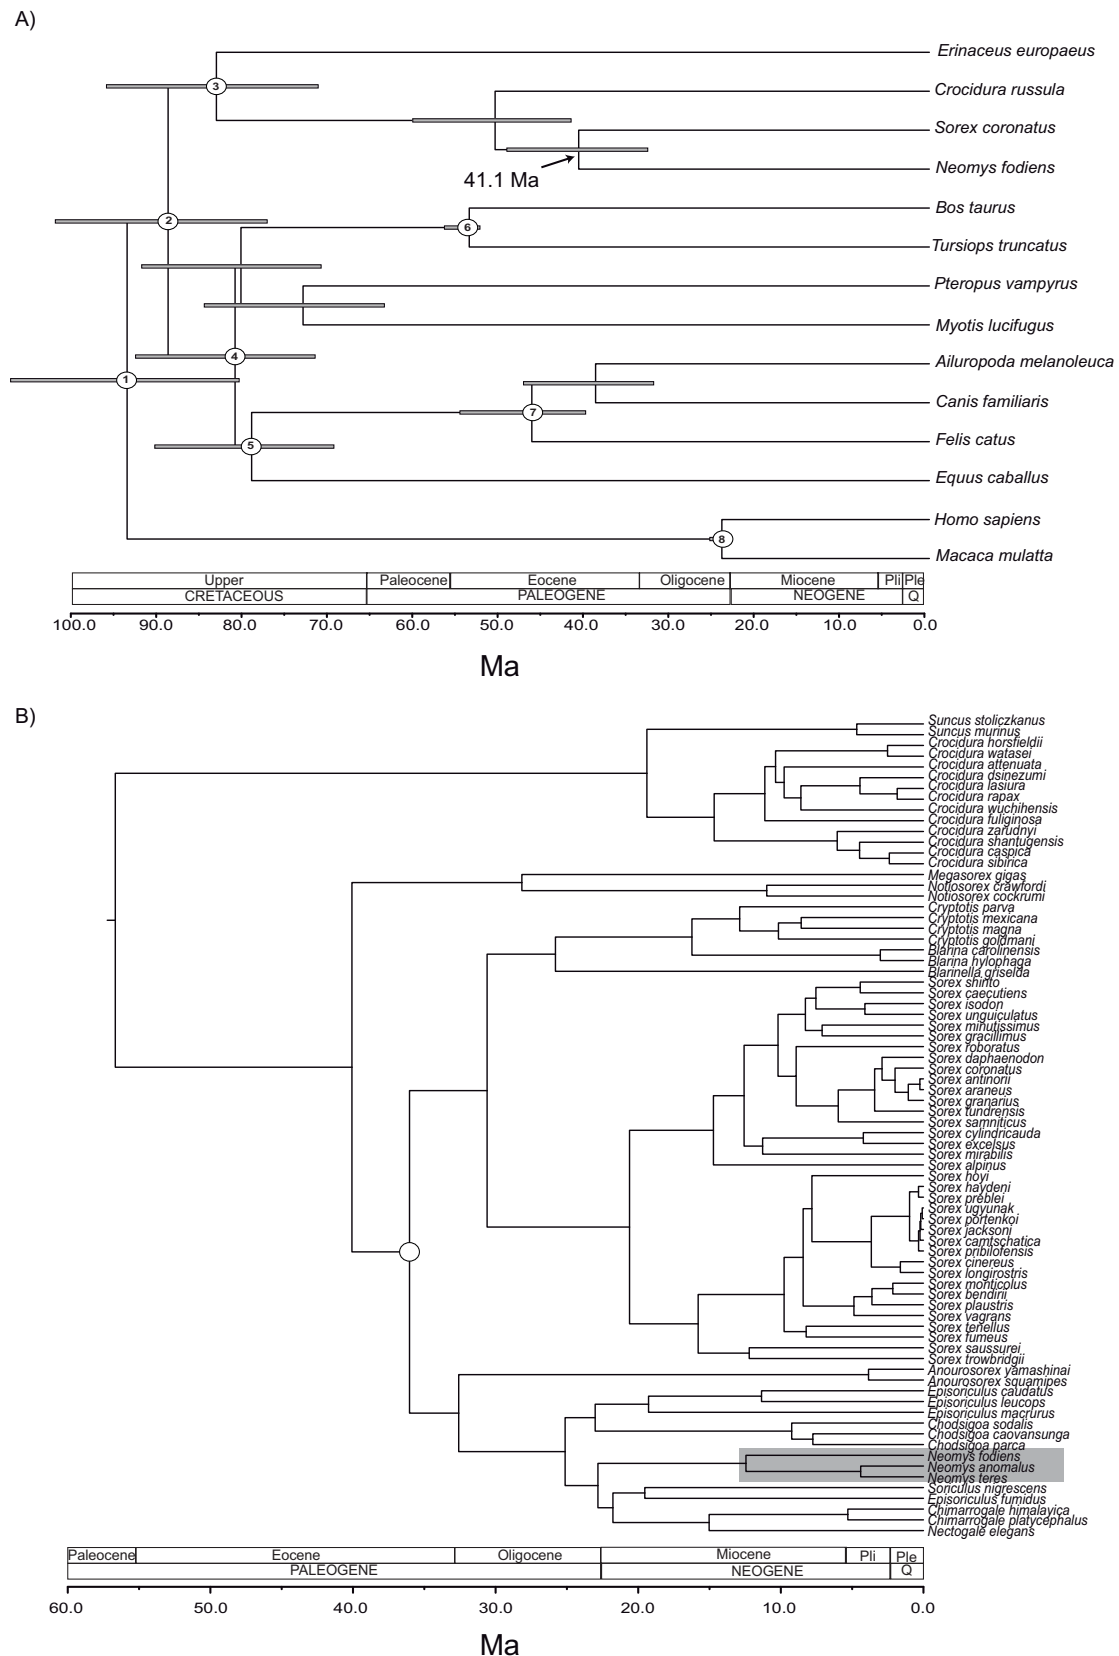 A)
Erinaceus europaeus
3
Crocidura russula
Sorex coronatus
Neomys fodiens
41.1 Ma
Bos taurus
2
6
Tursiops truncatus
Pteropus vampyrus
Myotis lucifugus
4
Ailuropoda melanoleuca
1
Canis familiaris
7
Felis catus
5
Equus caballus
Homo sapiens
8
Macaca mulatta
Upper Paleocene Eocene Oligocene Miocene Pli Ple
CRETACEOUS PALEOGENE NEOGENE Q
100.0 90.0 80.0 70.0 60.0 50.0 40.0 30.0 20.0 10.0 0.0
Ma
B)
Suncus stoliczkanus
Suncus murinus
Crocidura horsfieldii
Crocidura watasei
Crocidura attenuata
Crocidura dsinezumi
Crocidura lasiura
Crocidura rapax
Crocidura wuchihensis
Crocidura fuliginosa
Crocidura zarudnyi
Crocidura shantugensis
Crocidura caspica
Crocidura sibirica
Megasorex gigas
Notiosorex crawfordi
Notiosorex cockrumi
Cryptotis parva
Cryptotis mexicana
Cryptotis magna
Cryptotis goldmani
Blarina carolinensis
Blarina hylophaga
Blarinella griselda
Sorex shinto
Sorex caecutiens
Sorex isodon
Sorex unguiculatus
Sorex minutissimus
Sorex gracillimus
Sorex roboratus
Sorex daphaenodon
Sorex coronatus
Sorex antinorii
Sorex araneus
Sorex granarius
Sorex tundrensis
Sorex samniticus
Sorex cylindricauda
Sorex excelsus
Sorex mirabilis
Sorex alpinus
Sorex hoyi
Sorex haydeni
Sorex preblei
Sorex ugyunak
Sorex portenkoi
Sorex jacksoni
Sorex camtschatica
Sorex pribilofensis
Sorex cinereus
Sorex longirostris
Sorex monticolus
Sorex bendirii
Sorex plaustris
Sorex vagrans
Sorex tenellus
Sorex fumeus
Sorex saussurei
Sorex trowbridgii
Anourosorex yamashinai
Anourosorex squamipes
Episoriculus caudatus
Episoriculus leucops
Episoriculus macrurus
Chodsigoa sodalis
Chodsigoa caovansunga
Chodsigoa parca
Neomys fodiens
Neomys anomalus
Neomys teres
Soriculus nigrescens
Episoriculus fumidus
Chimarrogale himalayica
Chimarrogale platycephalus
Nectogale elegans
Paleocene Eocene Oligocene Miocene Pli Ple
PALEOGENE NEOGENE Q
60.0 50.0 40.0 30.0 20.0 10.0 0.0
Ma